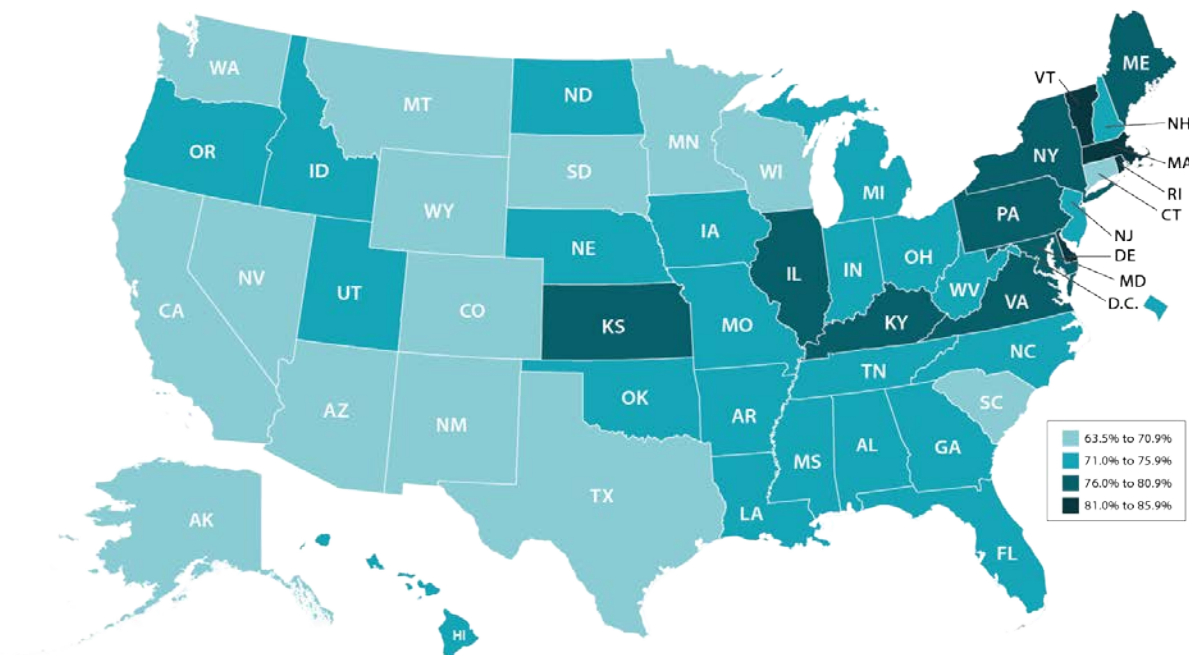 WA
MT
ND
MN
VT
ME
NH
OR
ID
SD
WI
NY
MA
WY
MI
RI
CT
NE
IA
PA
NJ
DE
NV
UT
IL
IN
OH
MD
CA
CO
WV
VA
D.C.
KS
MO
KY
NC
AZ
NM
OK
AR
TN
SC
MS
AL
GA
TX
LA
AK
FL
HI
63.5% to 70.9%
71.0% to 75.9%
76.0% to 80.9%
81.0% to 85.9%